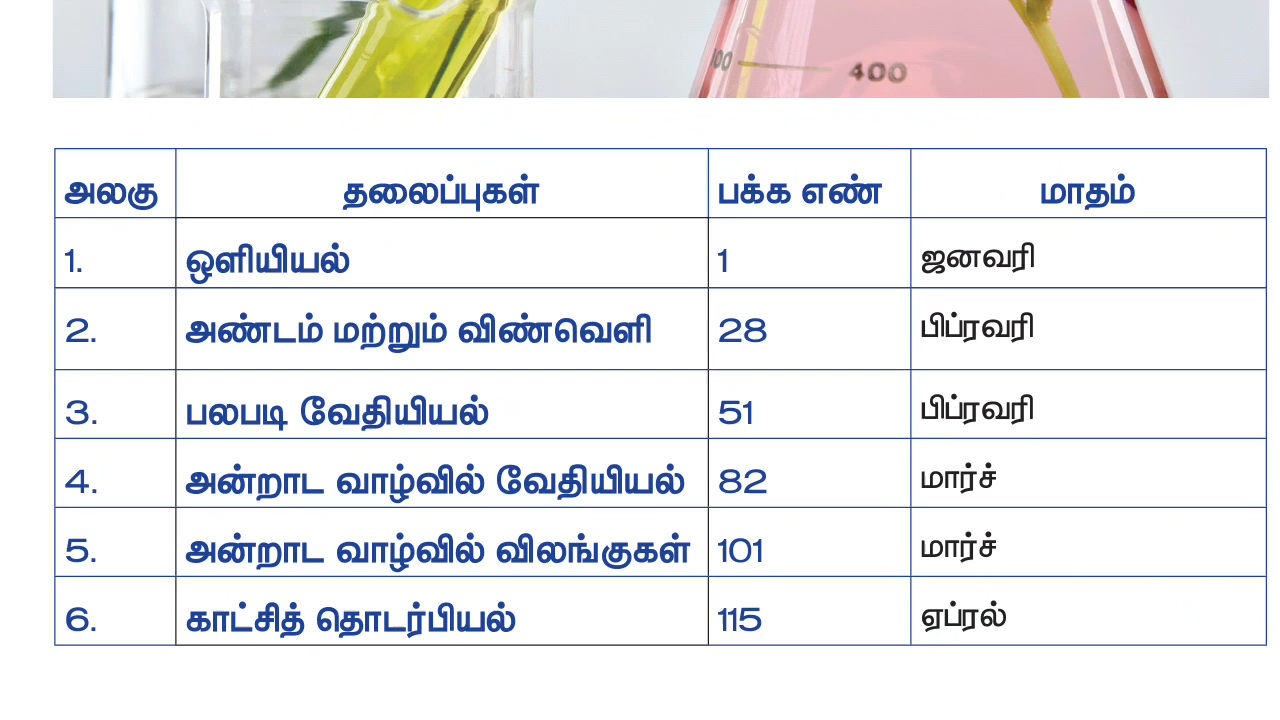 400
அலகு தலைப்புகள் பக்க எண் மாதம்
1. ஒளியியல் 1 ஜனவரி
2. அண்டம் மற்றும் விண்வெளி 28 பிப்ரவரி
3. பலபடி வேதியியல் 51 பிப்ரவரி
4. அன்றாட வாழ்வில் வேதியியல் 82 மார்ச்
5. அன்றாட வாழ்வில் விலங்குகள் 101 மார்ச்
6. காட்சித் தொடர்பியல் 115 ஏப்ரல்